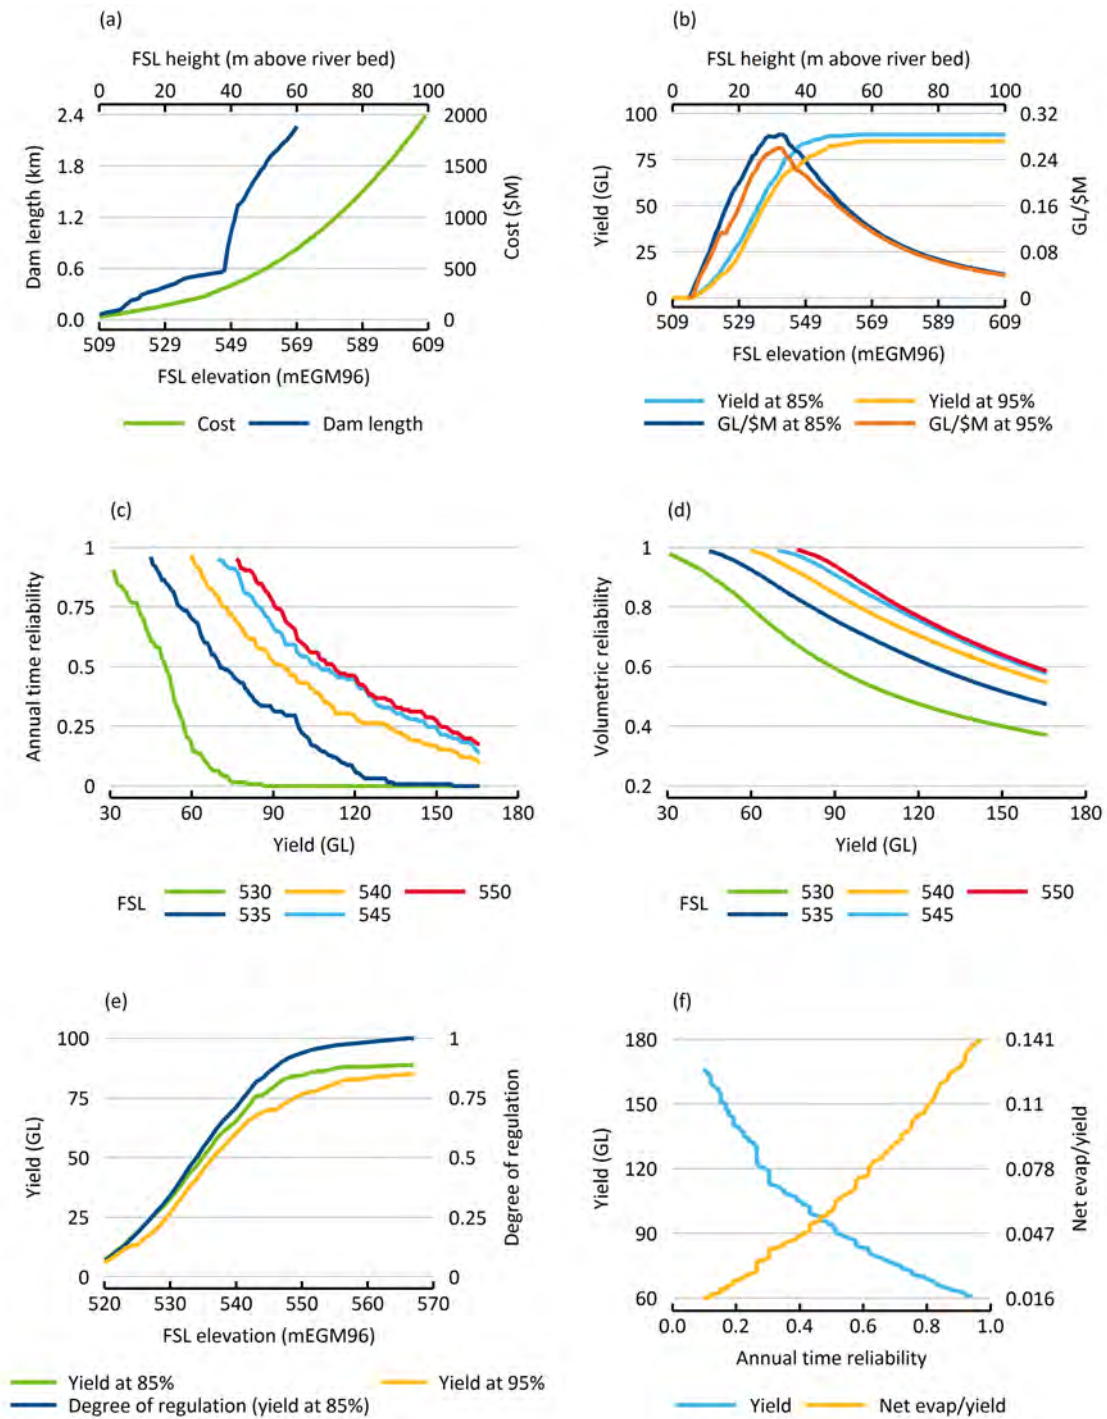 (a)
FSL height (m above river bed)
0 20 40 60 80 100
2.4 2000
1.8 1500
1.2 1000
0.6 500
0.0 0
Dam length (km)
Cost ($M)
509 529 549 569 589 609
FSL elevation (mEGM96)
Cost Dam length
(b)
FSL height (m above river bed)
0 20 40 60 80 100
100 0.32
75 0.24
50 0.16
25 0.08
0 0
Yield (GL)
GL/$M
509 529 549 569 589 609
FSL elevation (mEGM96)
Yield at 85% Yield at 95%
GL/$M at 85% GL/$M at 95%
(c)
1
0.75
0.5
0.25
0
Annual time reliability
30 60 90 120 150 180
Yield (GL)
FSL
530 540 550
535 545
(d)
1
0.8
0.6
0.4
0.2
Volumetric reliability
30 60 90 120 150 180
Yield (GL)
FSL
530 540 550
535 545
(e)
100 1
75 0.75
50 0.5
25 0.25
0 0
Yield (GL)
Degree of regulation
520 530 540 550 560 570
FSL elevation (mEGM96)
Yield at 85% Yield at 95%
Degree of regulation (yield at 85%)
(f)
180 0.141
150 0.11
120 0.078
90 0.047
60 0.016
Yield (GL)
Net evap/yield
0.0 0.2 0.4 0.6 0.8 1.0
Annual time reliability
Yield Net evap/yield